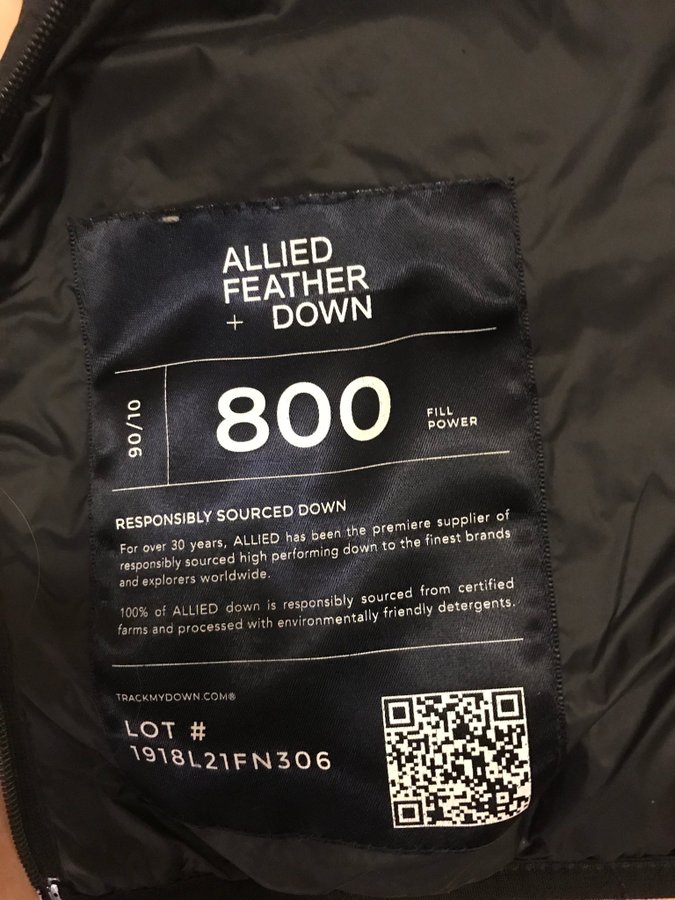 ALLIED
FEATHER
+ DOWN
90/10
800
FILL
POWER
RESPONSIBLY SOURCED DOWN
For over 30 years, ALLIED has been the premiere supplier of
responsibly sourced high performing down to the finest brands
and explorers worldwide.
100% of ALLIED down is responsibly sourced from certified
farms and processed with environmentally friendly detergents.
TRACKMYDOWN.COM®
LOT #
1918L21FN306